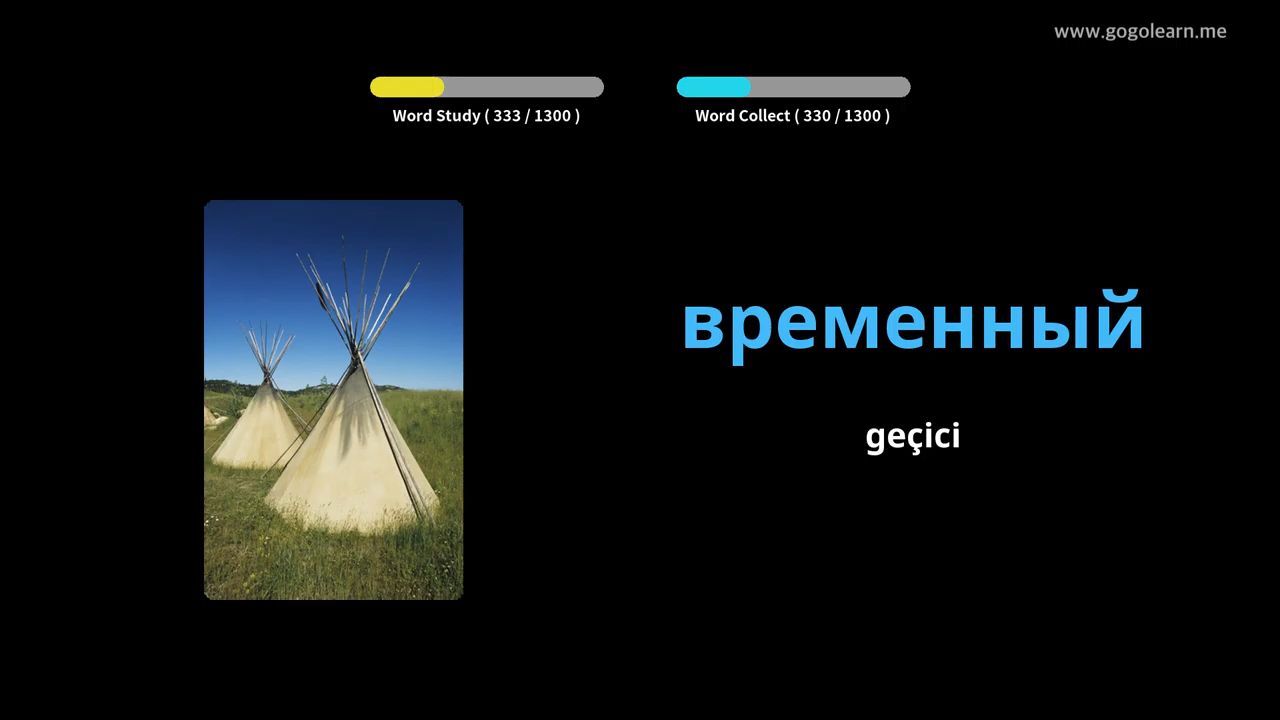 www.gogolearn.me
Word Study ( 333 / 1300 )
Word Collect ( 330 / 1300 )
временный
geçici